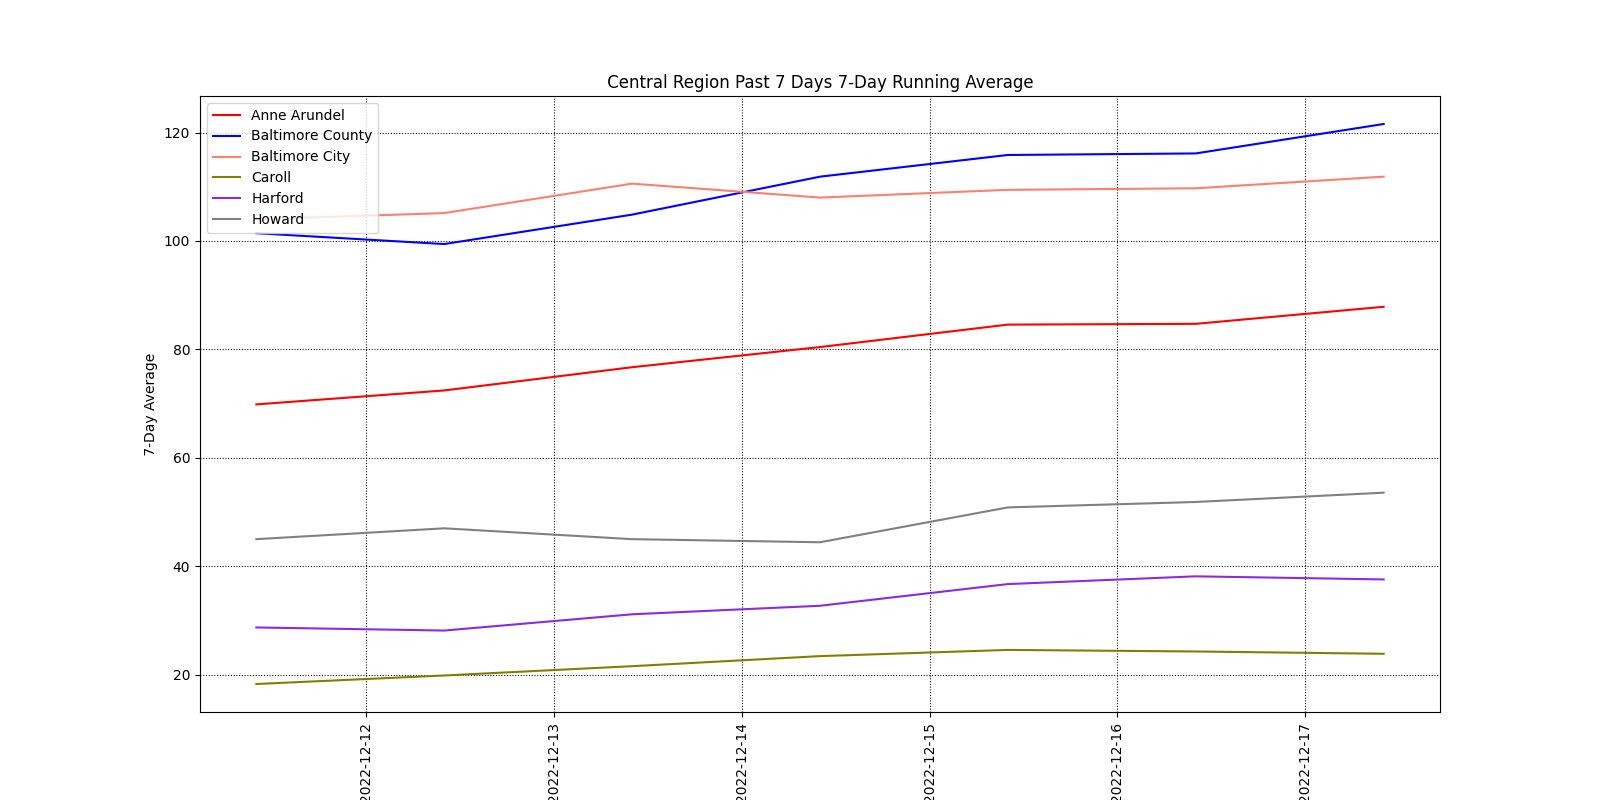 Central Region Past 7 Days 7-Day Running Average
Anne Arundel
Baltimore County
Baltimore City
Caroll
Harford
Howard
7-Day Average
120
100
80
60
40
20
2022-12-12
2022-12-13
2022-12-14
2022-12-15
2022-12-16
2022-12-17